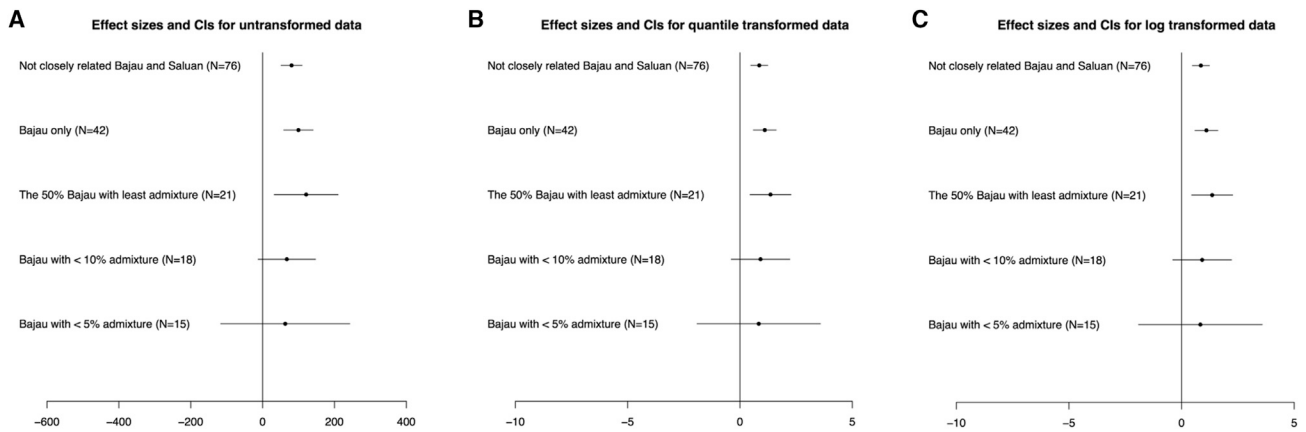 A
Effect sizes and CIs for untransformed data
Not closely related Bajau and Saluan (N=76)
Bajau only (N=42)
The 50% Bajau with least admixture (N=21)
Bajau with < 10% admixture (N=18)
Bajau with < 5% admixture (N=15)
−600 −400 −200 0 200 400
B
Effect sizes and CIs for quantile transformed data
Not closely related Bajau and Saluan (N=76)
Bajau only (N=42)
The 50% Bajau with least admixture (N=21)
Bajau with < 10% admixture (N=18)
Bajau with < 5% admixture (N=15)
−10 −5 0 5
C
Effect sizes and CIs for log transformed data
Not closely related Bajau and Saluan (N=76)
Bajau only (N=42)
The 50% Bajau with least admixture (N=21)
Bajau with < 10% admixture (N=18)
Bajau with < 5% admixture (N=15)
−10 −5 0 5